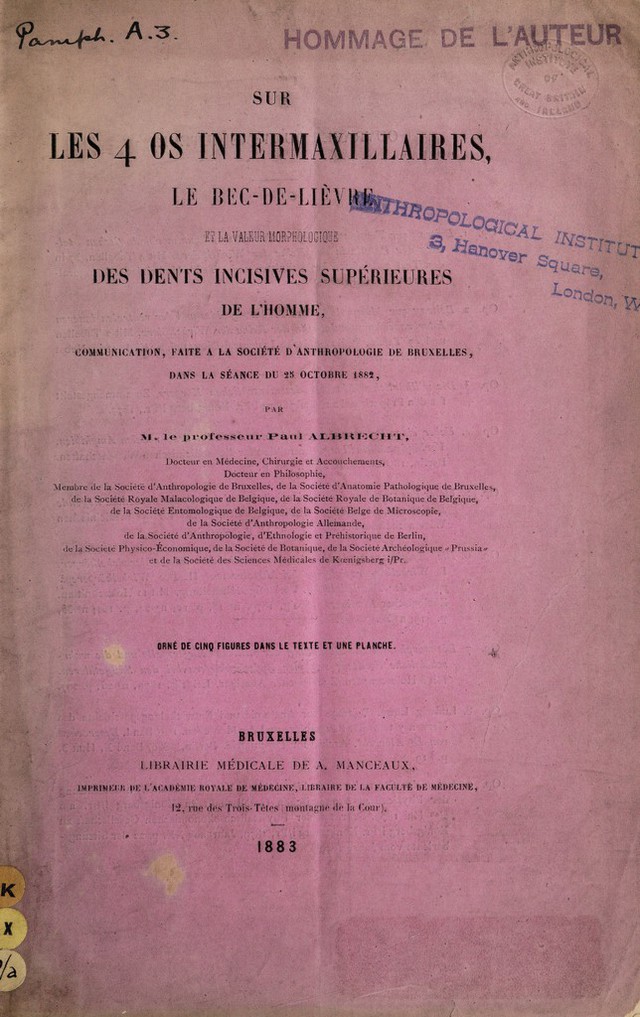 Pamph. A.3.
HOMMAGE DE L'AUTEUR
ANTHROPOLOGICAL
INSTITUTE
OF
GREAT BRITAIN
AND IRELAND
SUR
LES 4 OS INTERMAXILLAIRES,
LE BEC-DE-LIÈVRE
ET LA VALEUR MORPHOLOGIQUE
ANTHROPOLOGICAL INSTITUT
3, Hanover Square,
London, W
DES DENTS INCISIVES SUPÉRIEURES
DE L'HOMME,
COMMUNICATION, FAITE A LA SOCIÉTÉ D'ANTHROPOLOGIE DE BRUXELLES,
DANS LA SÉANCE DU 25 OCTOBRE 1882,
PAR
M. le professeur Paul ALBRECHT,
Docteur en Médecine, Chirurgie et Accouchements,
Docteur en Philosophie,
Membre de la Société d'Anthropologie de Bruxelles, de la Société d'Anatomie Pathologique de Bruxelles,
de la Société Royale Malacologique de Belgique, de la Société Royale de Botanique de Belgique,
de la Société Entomologique de Belgique, de la Société Belge de Microscopie,
de la Société d'Anthropologie Allemande,
de la Société d'Anthropologie, d'Ethnologie et Préhistorique de Berlin,
de la Société Physico-Économique, de la Société de Botanique, de la Société Archéologique «Prussia»
et de la Société des Sciences Médicales de Kœnigsberg i/Pr.
ORNÉ DE CINQ FIGURES DANS LE TEXTE ET UNE PLANCHE.
BRUXELLES
LIBRAIRIE MÉDICALE DE A. MANCEAUX,
IMPRIMEUR DE L'ACADÉMIE ROYALE DE MÉDECINE, LIBRAIRE DE LA FACULTÉ DE MÉDECINE,
12, rue des Trois-Têtes (montagne de la Cour).
1883
K
X
/a